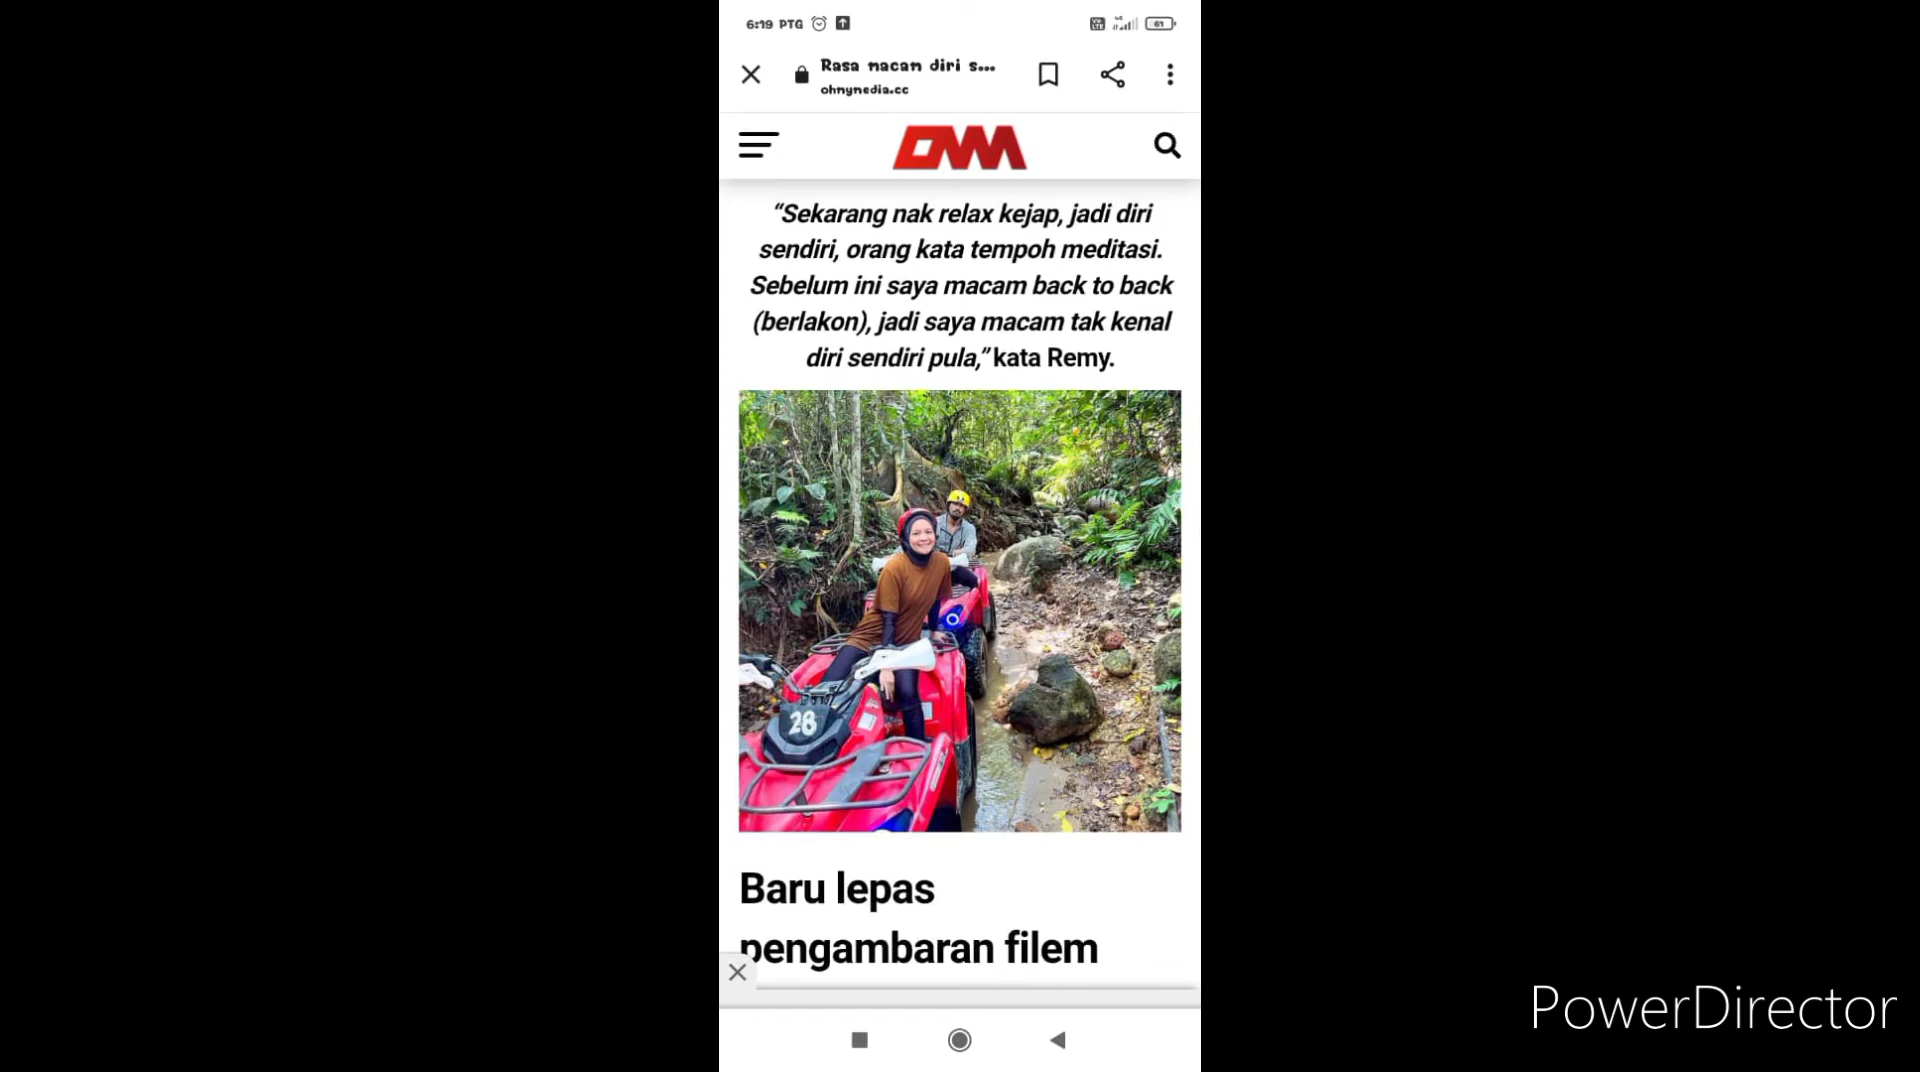 6:19 PTG
61
Rasa macam diri s...
ohmymedia.cc
OMM
“Sekarang nak relax kejap, jadi diri
sendiri, orang kata tempoh meditasi.
Sebelum ini saya macam back to back
(berlakon), jadi saya macam tak kenal
diri sendiri pula,” kata Remy.
28
Baru lepas
pengambaran filem
PowerDirector